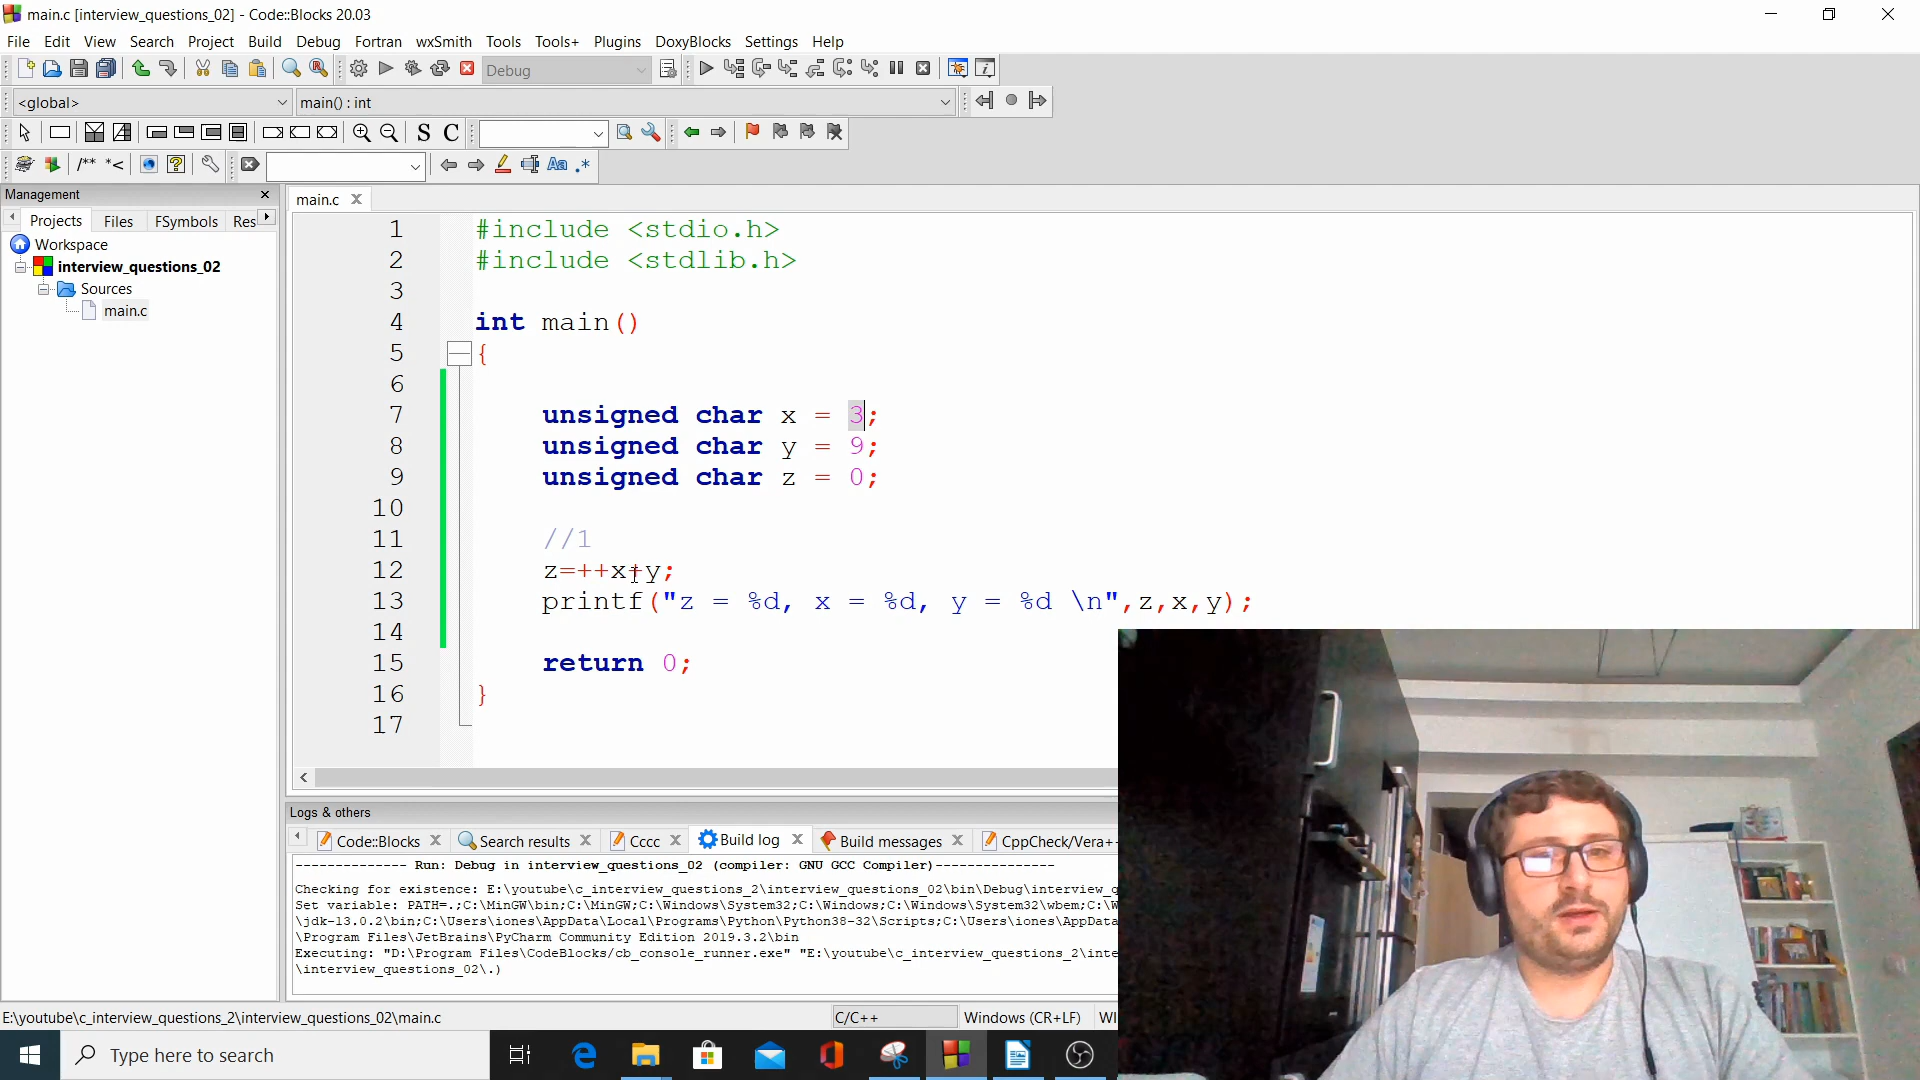 main.c [interview_questions_02] - Code::Blocks 20.03
File Edit View Search Project Build Debug Fortran wxSmith Tools Tools+ Plugins DoxyBlocks Settings Help
Debug
<global> main() : int
S C
/** *<
Aa .*
Management
main.c
Projects Files FSymbols Res
Workspace
interview_questions_02
Sources
main.c
1 #include <stdio.h>
2 #include <stdlib.h>
3
4 int main()
5 {
6
7 unsigned char x = 3;
8 unsigned char y = 9;
9 unsigned char z = 0;
10
11 //1
12 z=++x+y;
13 printf("z = %d, x = %d, y = %d \n",z,x,y);
14
15 return 0;
16 }
17
Logs & others
Code::Blocks Search results Cccc Build log Build messages CppCheck/Vera+
-------------- Run: Debug in interview_questions_02 (compiler: GNU GCC Compiler)---------------
Checking for existence: E:\youtube\c_interview_questions_2\interview_questions_02\bin\Debug\interview_q
Set variable: PATH=.;C:\MinGW\bin;C:\MinGW;C:\Windows\System32;C:\Windows;C:\Windows\System32\wbem;C:\W
\jdk-13.0.2\bin;C:\Users\iones\AppData\Local\Programs\Python\Python38-32\Scripts;C:\Users\iones\AppData
\Program Files\JetBrains\PyCharm Community Edition 2019.3.2\bin
Executing: "D:\Program Files\CodeBlocks/cb_console_runner.exe" "E:\youtube\c_interview_questions_2\inte
\interview_questions_02\.)
E:\youtube\c_interview_questions_2\interview_questions_02\main.c C/C++ Windows (CR+LF) WI
Type here to search